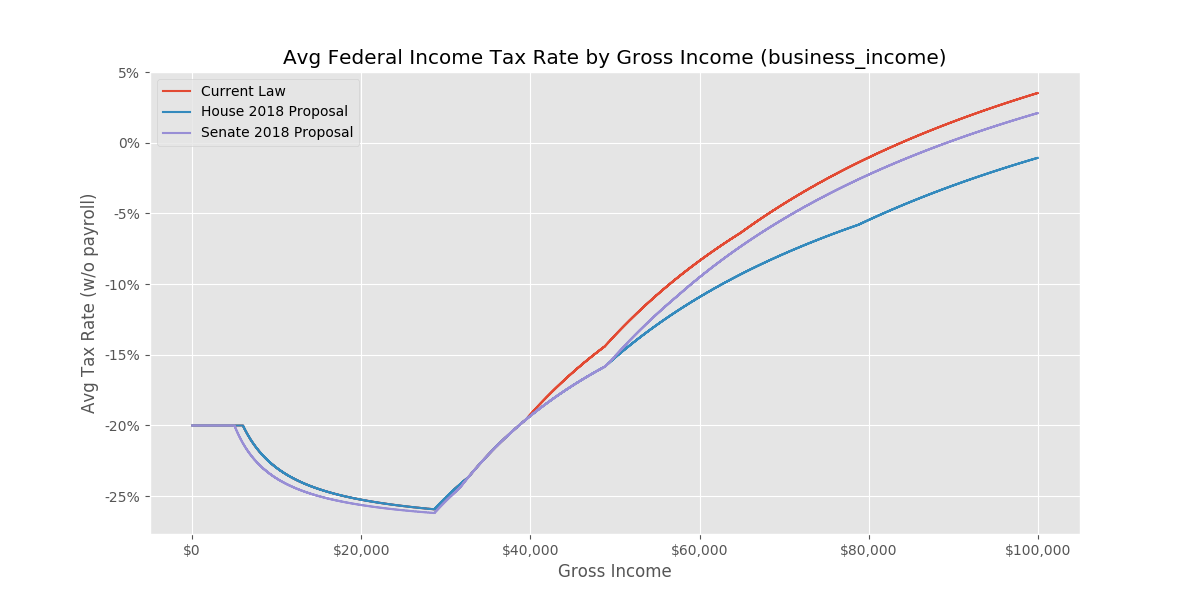 Avg Federal Income Tax Rate by Gross Income (business_income)
5%
0%
-5%
-10%
-15%
-20%
-25%
Avg Tax Rate (w/o payroll)
Current Law
House 2018 Proposal
Senate 2018 Proposal
$0
$20,000
$40,000
$60,000
$80,000
$100,000
Gross Income